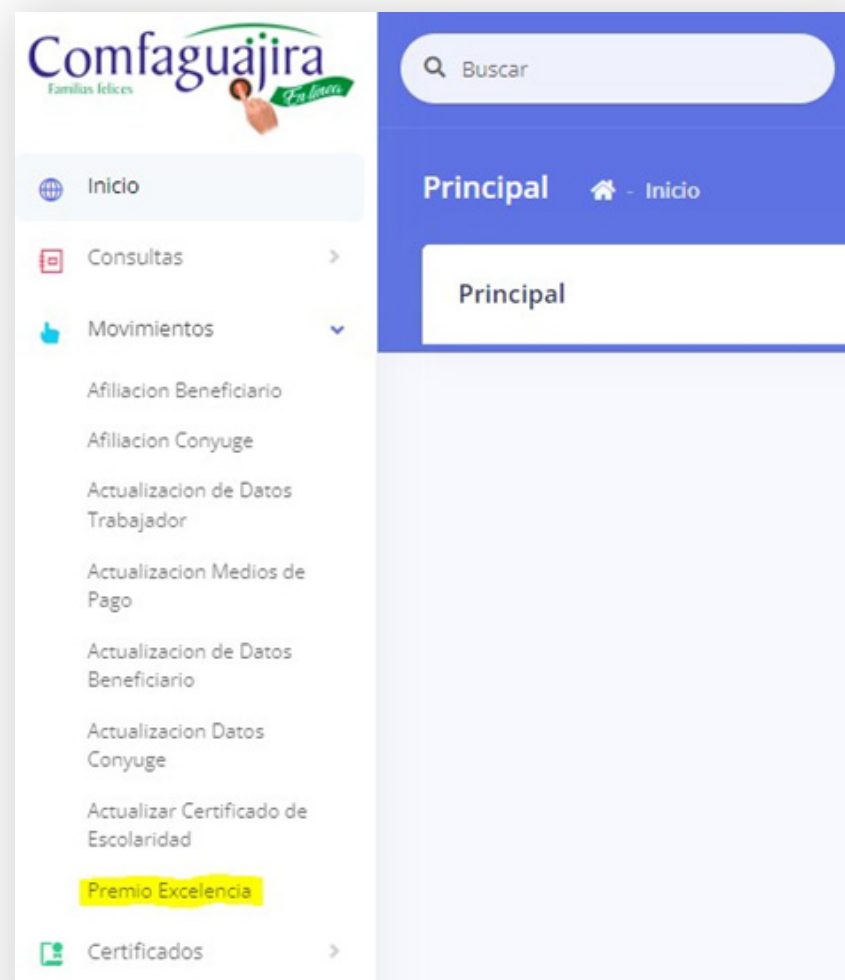 Comfaguajira
Familias felices
En línea
Buscar
Inicio
Principal
- Inicio
Consultas
Principal
Movimientos
Afiliacion Beneficiario
Afiliacion Conyuge
Actualizacion de Datos
Trabajador
Actualizacion Medios de
Pago
Actualizacion de Datos
Beneficiario
Actualizacion Datos
Conyuge
Actualizar Certificado de
Escolaridad
Premio Excelencia
Certificados